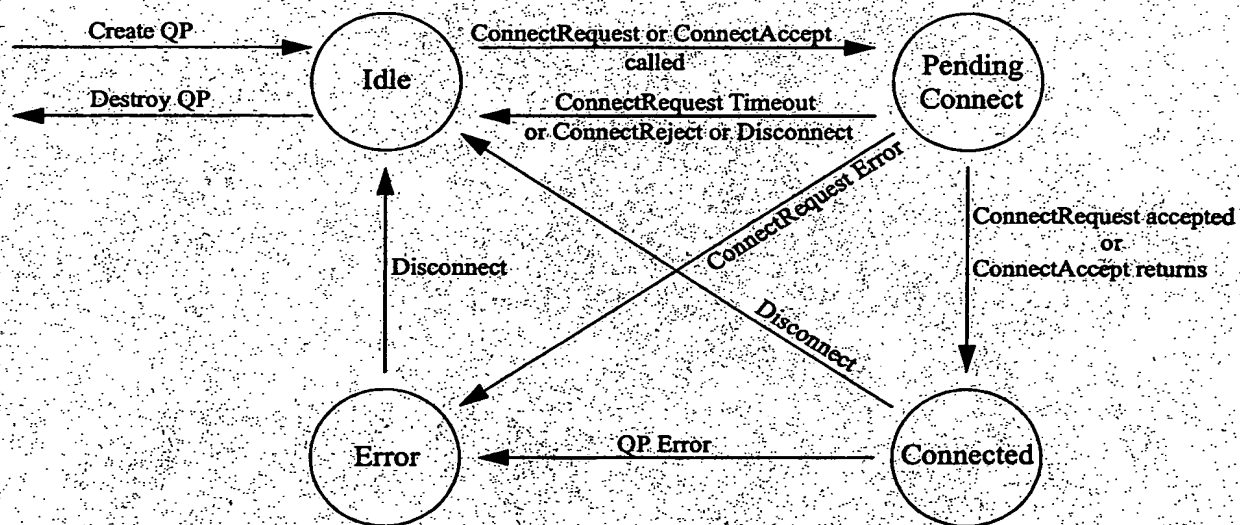 Create QP
ConnectRequest or ConnectAccept
called
Idle
Pending
Connect
Destroy QP
ConnectRequest Timeout
or ConnectReject or Disconnect
ConnectRequest Error
ConnectRequest accepted
or
ConnectAccept returns
Disconnect
Disconnect
Error
QP Error
Connected